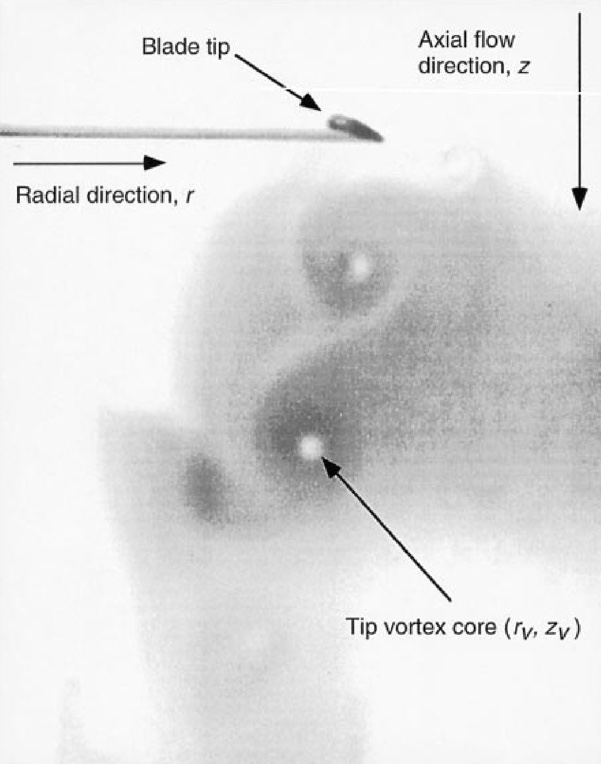 Blade tip
Axial flow
direction, z
Radial direction, r
Tip vortex core (rv, zv)